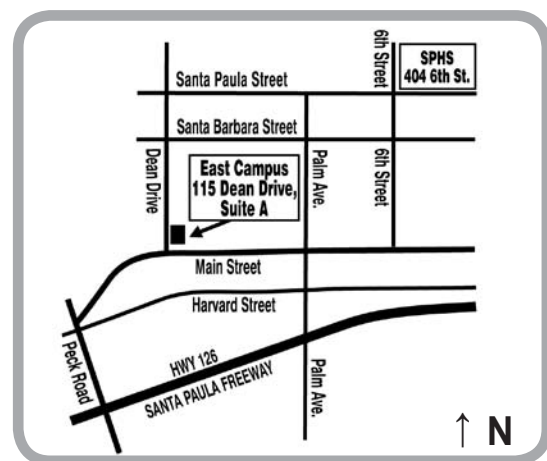 6th Street
SPHS
404 6th St.
Santa Paula Street
Santa Barbara Street
Dean Drive
East Campus
115 Dean Drive,
Suite A
Palm Ave.
6th Street
Main Street
Harvard Street
Peck Road
HWY 126
SANTA PAULA FREEWAY
Palm Ave.
↑ N